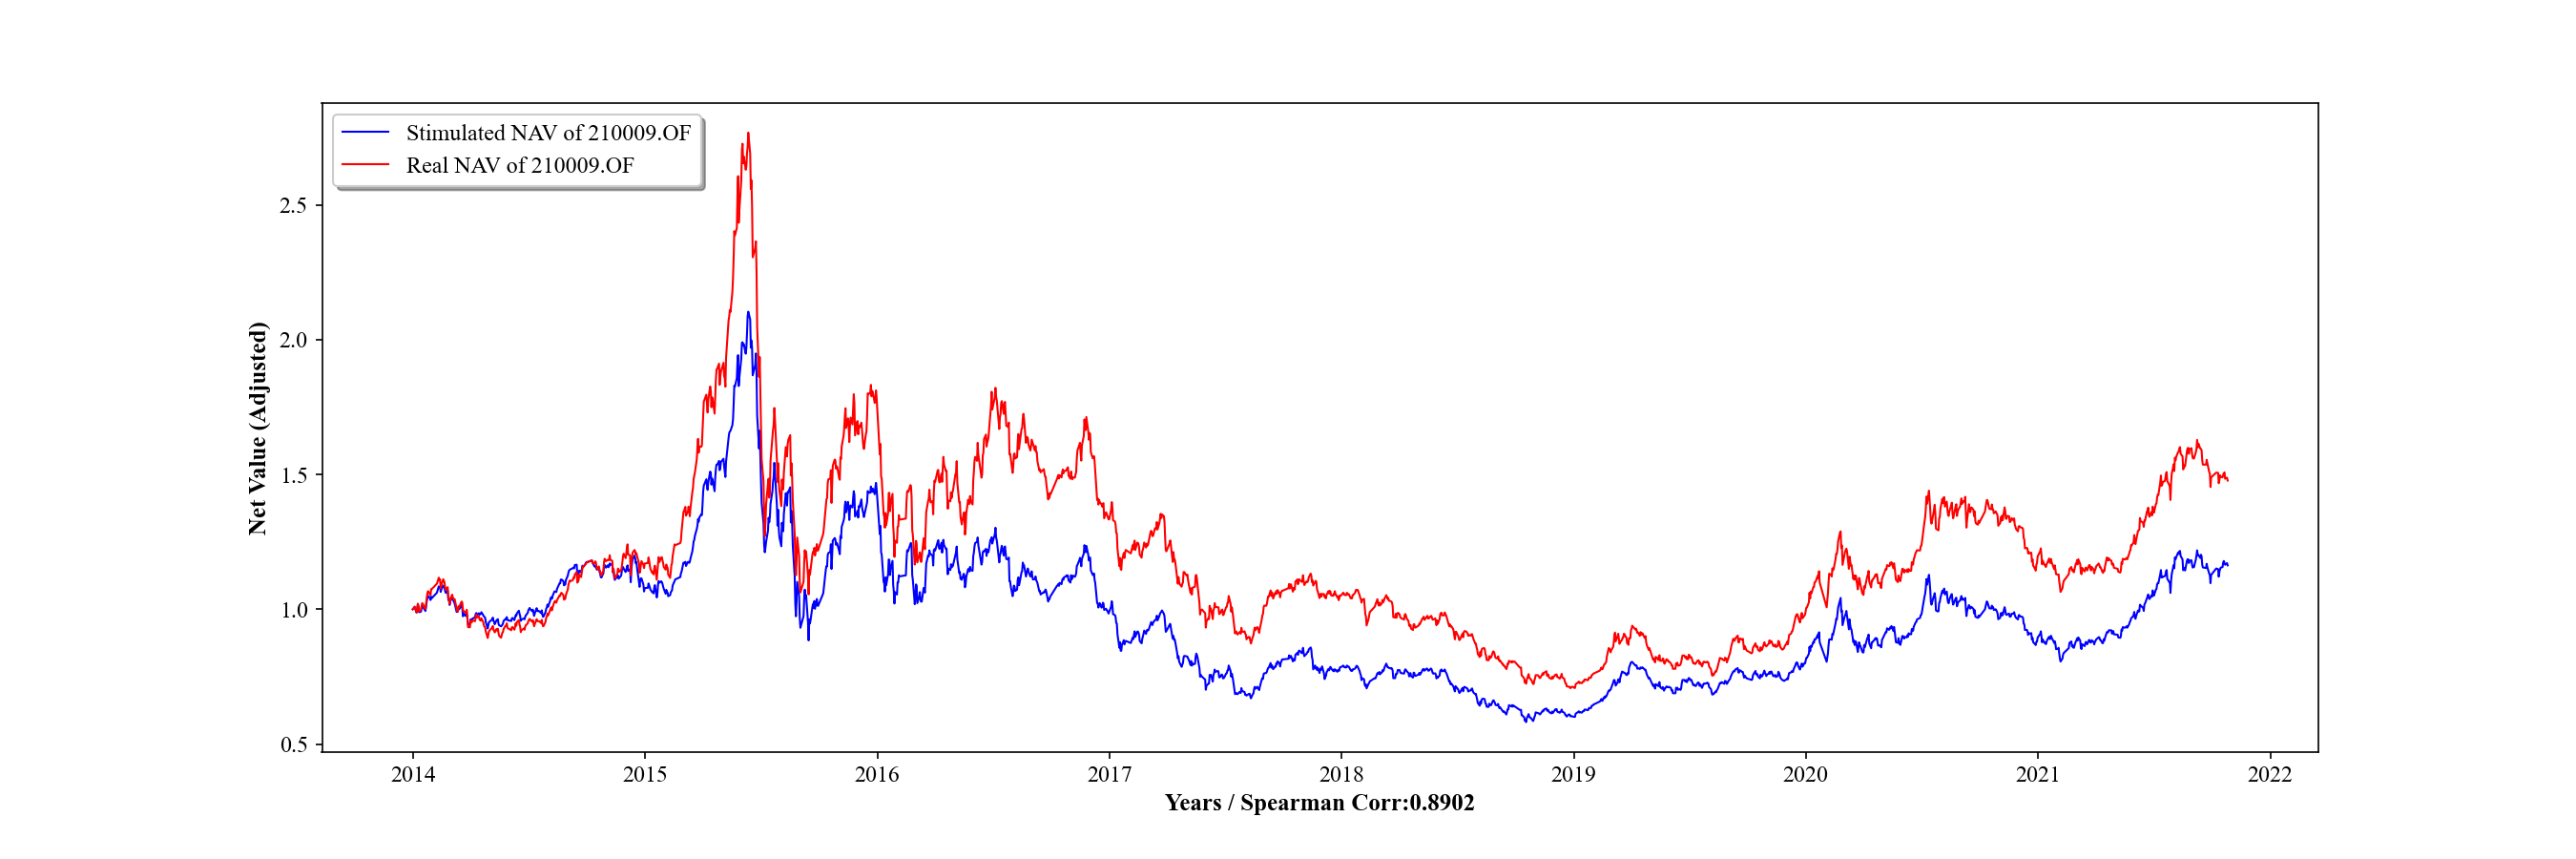 Stimulated NAV of 210009.OF
Real NAV of 210009.OF
Net Value (Adjusted)
2.5
2.0
1.5
1.0
0.5
2014 2015 2016 2017 2018 2019 2020 2021 2022
Years / Spearman Corr:0.8902